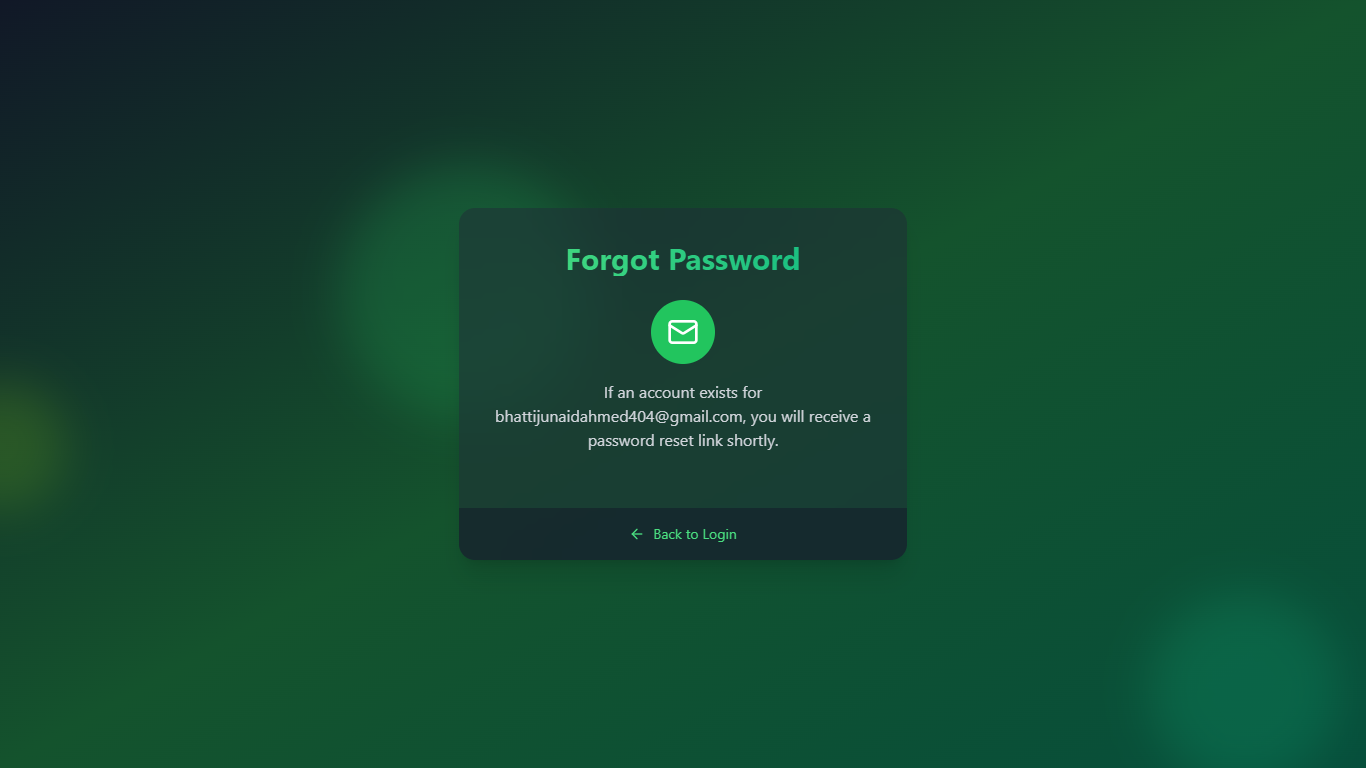 Forgot Password
If an account exists for
bhattijunaidahmed404@gmail.com, you will receive a
password reset link shortly.
Back to Login